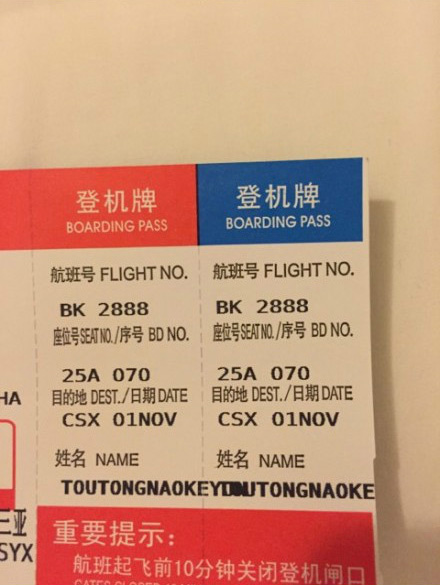 登机牌 登机牌
BOARDING PASS BOARDING PASS
航班号 FLIGHT NO. 航班号 FLIGHT NO.
BK 2888 BK 2888
座位号SEAT NO./序号 BD NO. 座位号SEAT NO./序号 BD NO.
25A 070 25A 070
HA 目的地 DEST./日期 DATE 目的地 DEST./日期 DATE
CSX 01NOV CSX 01NOV
姓名 NAME 姓名 NAME
TOUTONGNAOKEY TOUTONGNAOKE
三亚 重要提示：
SYX 航班起飞前10分钟关闭登机闸口